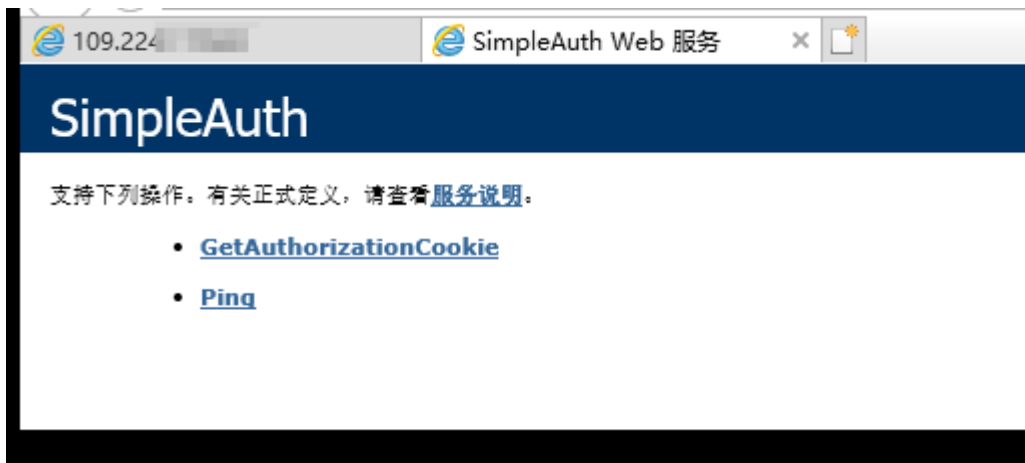 109.224
SimpleAuth Web 服务
SimpleAuth
支持下列操作。有关正式定义，请查看服务说明。
• GetAuthorizationCookie
• Ping